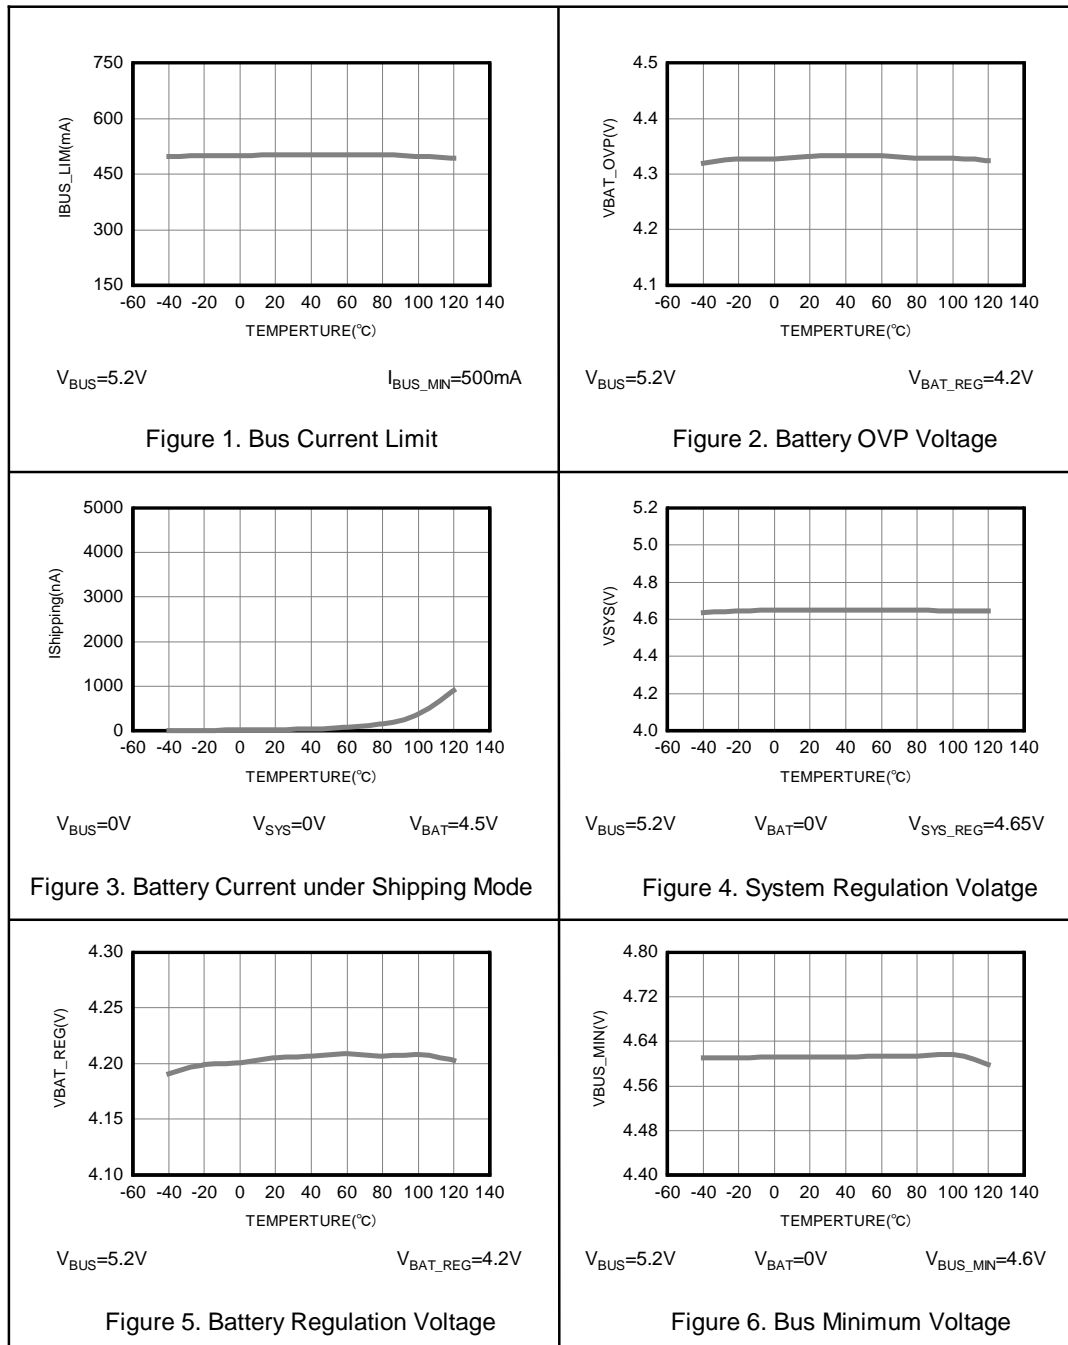 750
600
450
300
150
IBUS_LIM(mA)
-60 -40 -20 0 20 40 60 80 100 120 140
TEMPERTURE(℃)
VBUS=5.2V IBUS_MIN=500mA
Figure 1. Bus Current Limit
4.5
4.4
4.3
4.2
4.1
VBAT_OVP(V)
-60 -40 -20 0 20 40 60 80 100 120 140
TEMPERTURE(℃)
VBUS=5.2V VBAT_REG=4.2V
Figure 2. Battery OVP Voltage
5000
4000
3000
2000
1000
0
IShipping(nA)
-60 -40 -20 0 20 40 60 80 100 120 140
TEMPERTURE(℃)
VBUS=0V VSYS=0V VBAT=4.5V
Figure 3. Battery Current under Shipping Mode
5.2
5.0
4.8
4.6
4.4
4.2
4.0
VSYS(V)
-60 -40 -20 0 20 40 60 80 100 120 140
TEMPERTURE(℃)
VBUS=5.2V VBAT=0V VSYS_REG=4.65V
Figure 4. System Regulation Volatge
4.30
4.25
4.20
4.15
4.10
VBAT_REG(V)
-60 -40 -20 0 20 40 60 80 100 120 140
TEMPERTURE(℃)
VBUS=5.2V VBAT_REG=4.2V
Figure 5. Battery Regulation Voltage
4.80
4.72
4.64
4.56
4.48
4.40
VBUS_MIN(V)
-60 -40 -20 0 20 40 60 80 100 120 140
TEMPERTURE(℃)
VBUS=5.2V VBAT=0V VBUS_MIN=4.6V
Figure 6. Bus Minimum Voltage